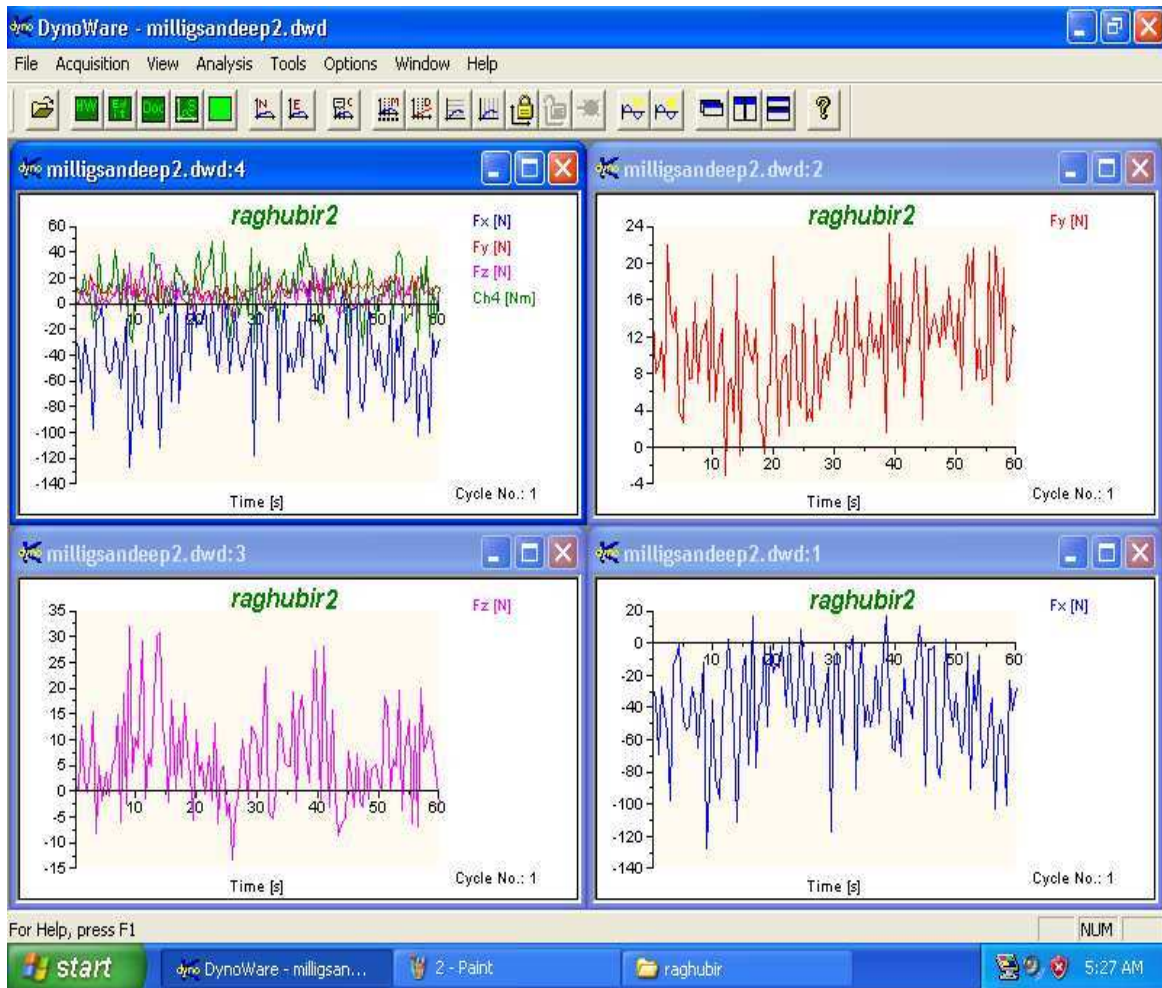 DynoWare - milligsandeep2.dwd
File Acquisition View Analysis Tools Options Window Help
milligsandeep2.dwd:4
raghubir2
Fx [N]
Fy [N]
Fz [N]
Ch4 [Nm]
60
40
20
0
-20
-40
-60
-80
-100
-120
-140
10 20 30 40 50 60
Time [s]
Cycle No.: 1
milligsandeep2.dwd:2
raghubir2
Fy [N]
24
20
16
12
8
4
0
-4
10 20 30 40 50 60
Time [s]
Cycle No.: 1
milligsandeep2.dwd:3
raghubir2
Fz [N]
35
30
25
20
15
10
5
0
-5
-10
-15
10 20 30 40 50 60
Time [s]
Cycle No.: 1
milligsandeep2.dwd:1
raghubir2
Fx [N]
20
0
-20
-40
-60
-80
-100
-120
-140
10 20 30 40 50 60
Time [s]
Cycle No.: 1
For Help, press F1
NUM
start
DynoWare - milligsan...
2 - Paint
raghubir
5:27 AM